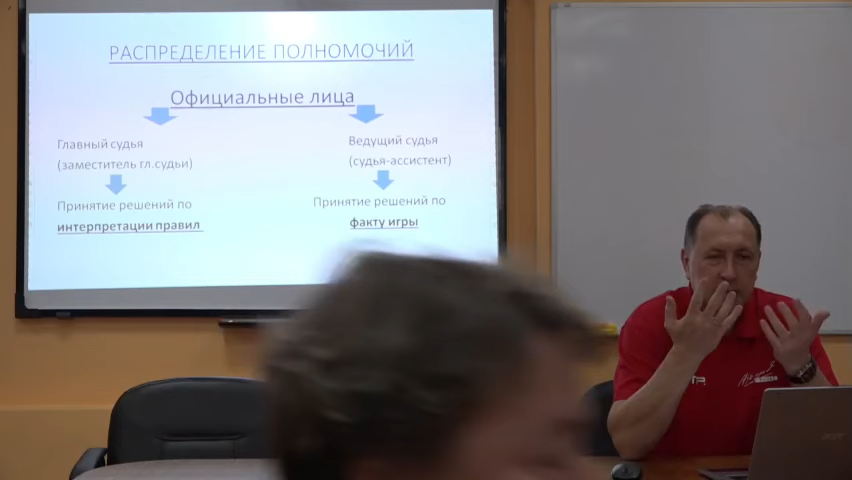 РАСПРЕДЕЛЕНИЕ ПОЛНОМОЧИЙ
Официальные лица
Главный судья
(заместитель гл.судьи)
Принятие решений по
интерпретации правил
Ведущий судья
(судья-ассистент)
Принятие решений по
факту игры
acer